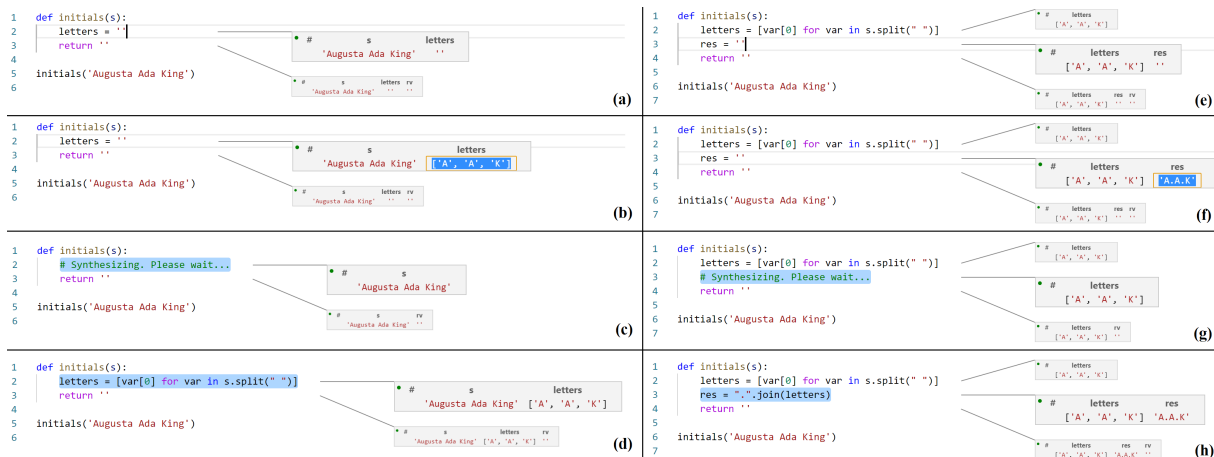 1 def initials(s):
2 letters = ''
3 return ''
4
5 initials('Augusta Ada King')
6
# s letters
'Augusta Ada King' ''
# s letters rv
'Augusta Ada King' '' ''
(a)
1 def initials(s):
2 letters = ''
3 return ''
4
5 initials('Augusta Ada King')
6
# s letters
'Augusta Ada King' ['A', 'A', 'K']
# s letters rv
'Augusta Ada King' '' ''
(b)
1 def initials(s):
2 # Synthesizing. Please wait...
3 return ''
4
5 initials('Augusta Ada King')
6
# s
'Augusta Ada King'
# s rv
'Augusta Ada King' ''
(c)
1 def initials(s):
2 letters = [var[0] for var in s.split(" ")]
3 return ''
4
5 initials('Augusta Ada King')
6
# s letters
'Augusta Ada King' ['A', 'A', 'K']
# s letters rv
'Augusta Ada King' ['A', 'A', 'K'] ''
(d)
1 def initials(s):
2 letters = [var[0] for var in s.split(" ")]
3 res = ''
4 return ''
5
6 initials('Augusta Ada King')
7
# letters
['A', 'A', 'K']
# letters res
['A', 'A', 'K'] ''
# letters res rv
['A', 'A', 'K'] '' ''
(e)
1 def initials(s):
2 letters = [var[0] for var in s.split(" ")]
3 res = ''
4 return ''
5
6 initials('Augusta Ada King')
7
# letters
['A', 'A', 'K']
# letters res
['A', 'A', 'K'] 'A.A.K'
# letters res rv
['A', 'A', 'K'] '' ''
(f)
1 def initials(s):
2 letters = [var[0] for var in s.split(" ")]
3 # Synthesizing. Please wait...
4 return ''
5
6 initials('Augusta Ada King')
7
# letters
['A', 'A', 'K']
# letters
['A', 'A', 'K']
# letters rv
['A', 'A', 'K'] ''
(g)
1 def initials(s):
2 letters = [var[0] for var in s.split(" ")]
3 res = ".".join(letters)
4 return ''
5
6 initials('Augusta Ada King')
7
# letters
['A', 'A', 'K']
# letters res
['A', 'A', 'K'] 'A.A.K'
# letters res rv
['A', 'A', 'K'] 'A.A.K' ''
(h)